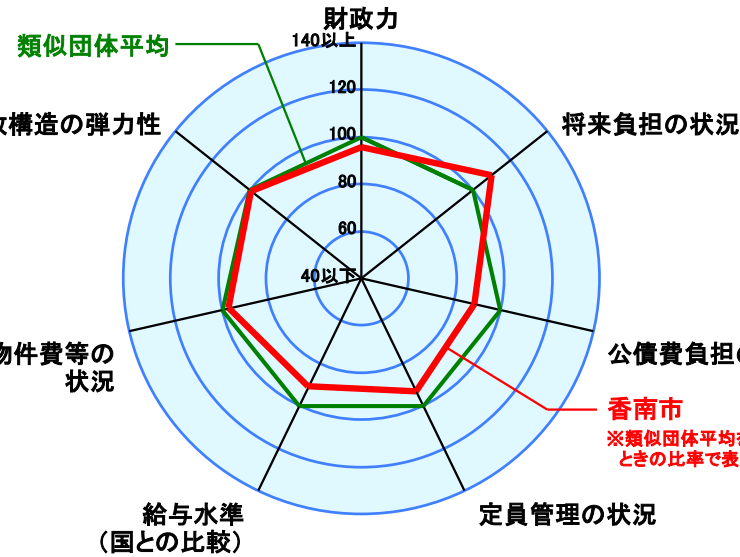 財政力
140以上
類似団体平均
120
構造の弾力性
将来負担の状況
100
80
60
40以下
物件費等の
状況
公債費負担の
香南市
※類似団体平均を
ときの比率で表
給与水準
(国との比較)
定員管理の状況